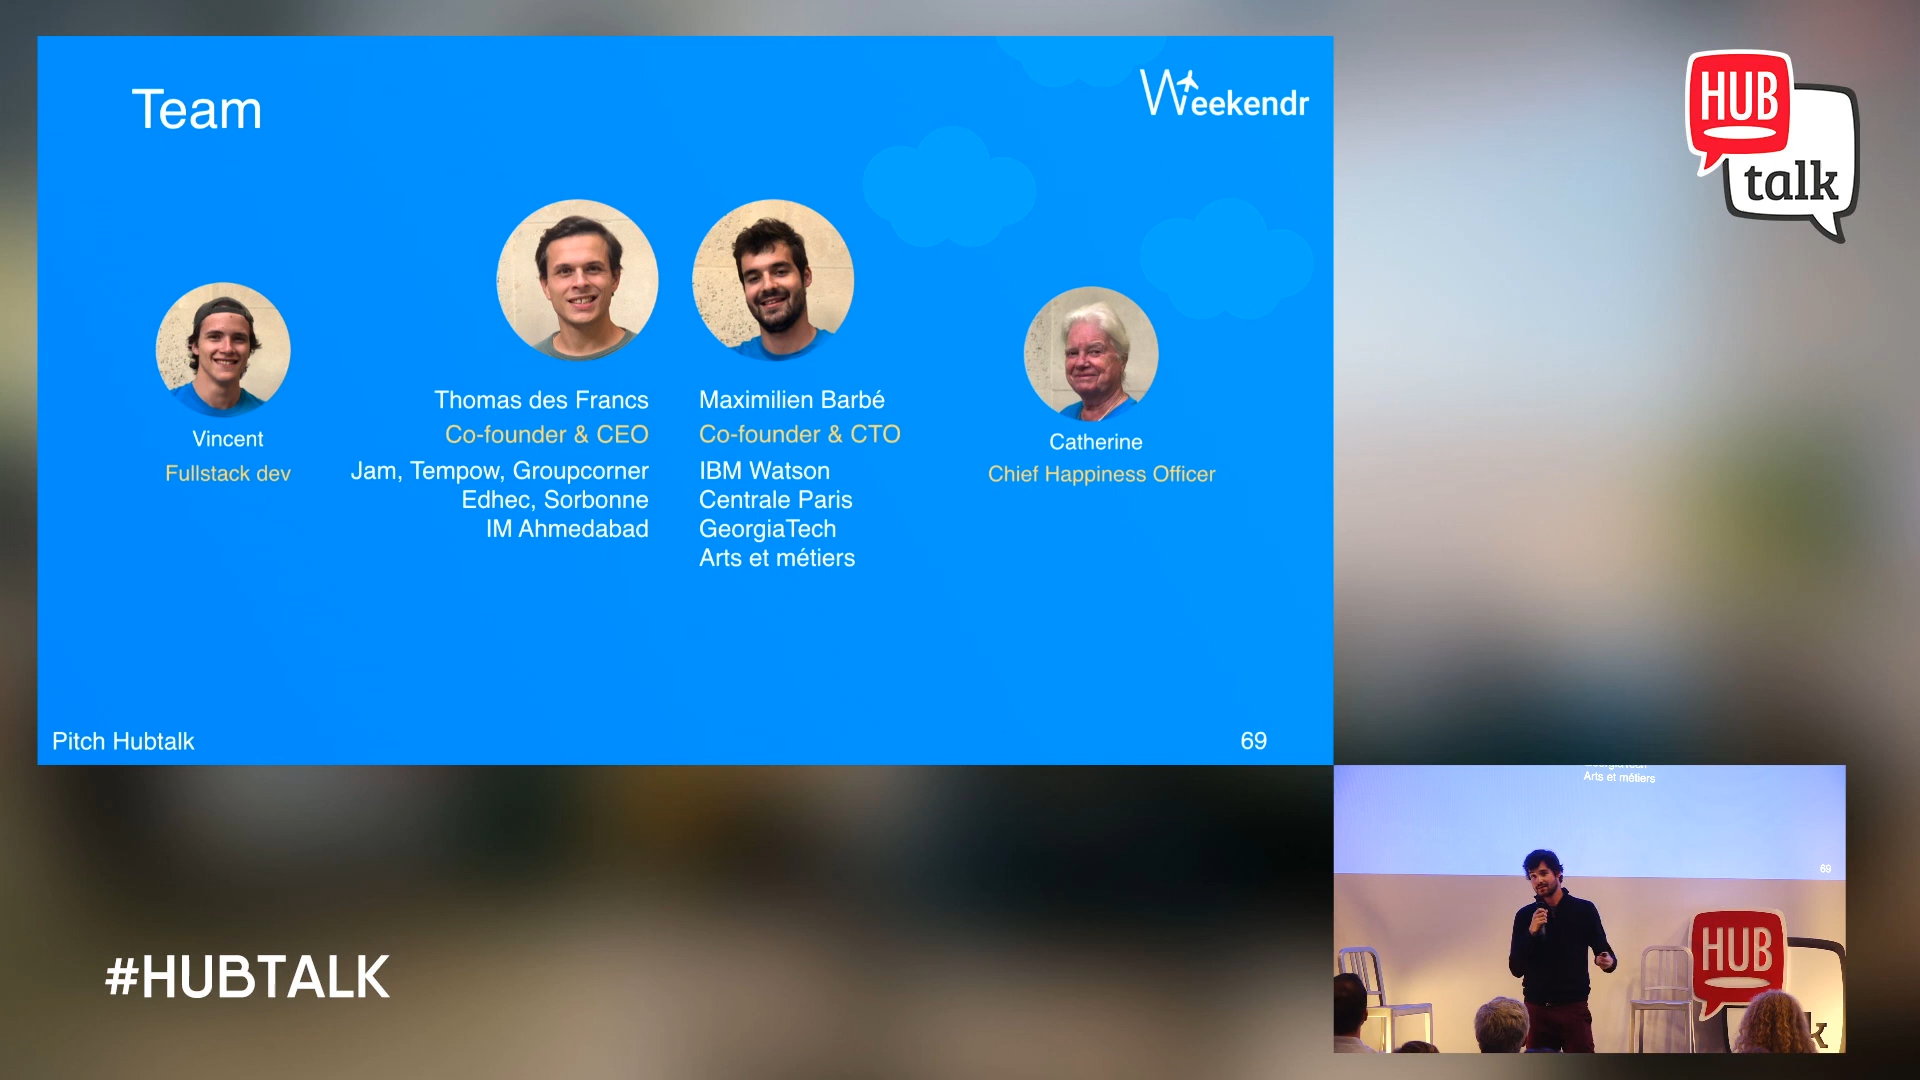 Team
Weekendr
Vincent
Fullstack dev
Thomas des Francs
Co-founder & CEO
Jam, Tempow, Groupcorner
Edhec, Sorbonne
IM Ahmedabad
Maximilien Barbé
Co-founder & CTO
IBM Watson
Centrale Paris
GeorgiaTech
Arts et métiers
Catherine
Chief Happiness Officer
Pitch Hubtalk
69
HUB
talk
#HUBTALK
GeorgiaTech
Arts et métiers
69
HUB
k